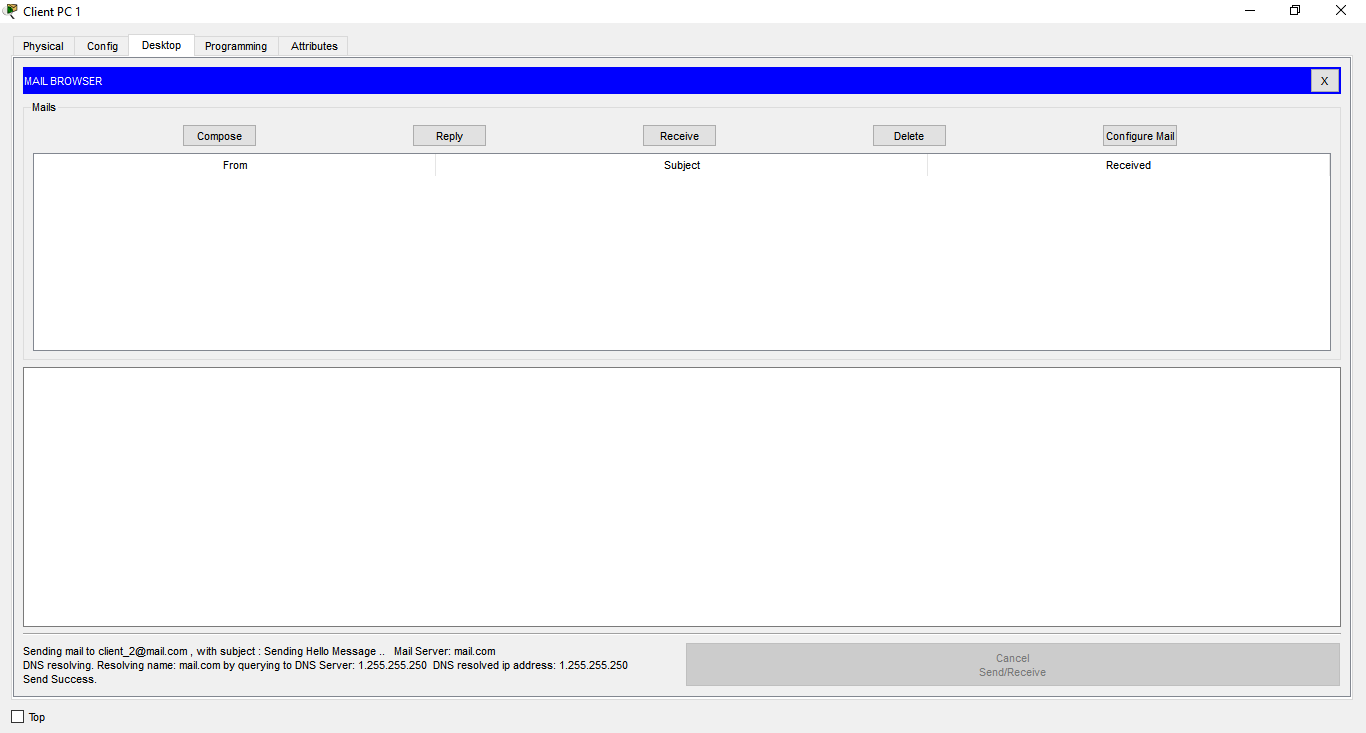 Client PC 1
Physical Config Desktop Programming Attributes
MAIL BROWSER X
Mails
Compose Reply Receive Delete Configure Mail
From Subject Received
Sending mail to client_2@mail.com , with subject : Sending Hello Message .. Mail Server: mail.com
DNS resolving. Resolving name: mail.com by querying to DNS Server: 1.255.255.250 DNS resolved ip address: 1.255.255.250
Send Success.
Cancel
Send/Receive
Top